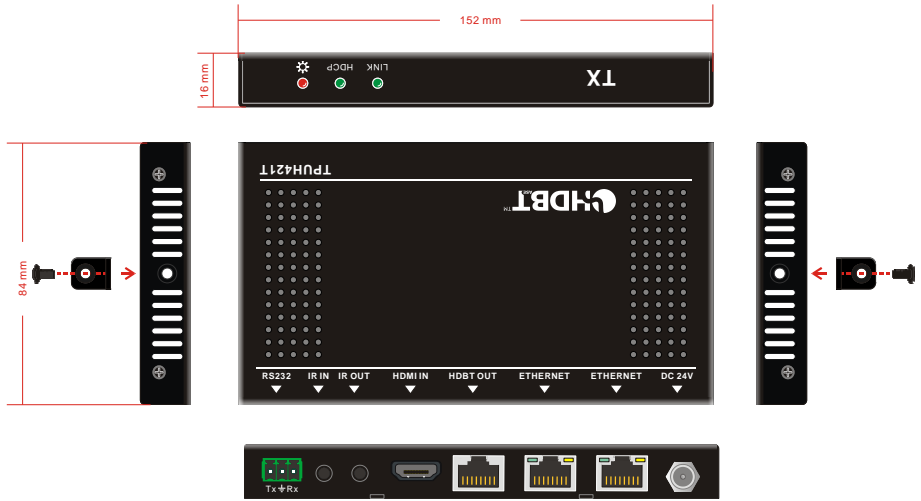 152 mm
16 mm
LINK HDCP
TX
TPUH421T
HDBT™
84 mm
RS232 IR IN IR OUT HDMI IN HDBT OUT ETHERNET ETHERNET DC 24V
Tx Rx